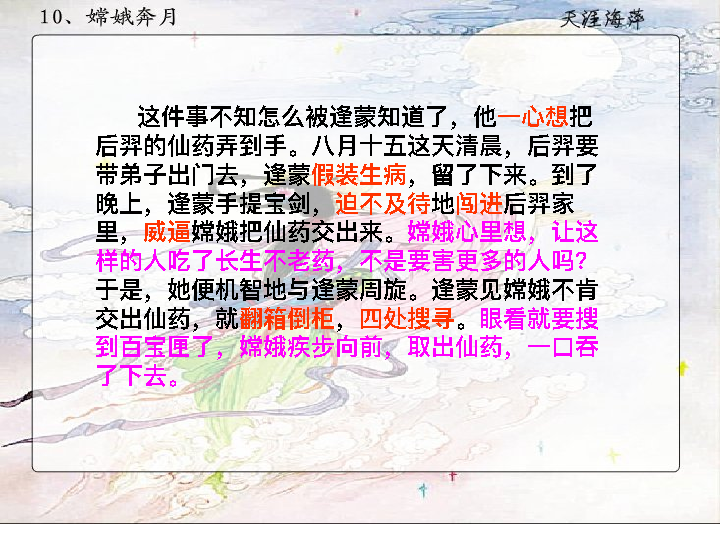 10、嫦娥奔月
天涯海萍
这件事不知怎么被逢蒙知道了，他一心想把
后羿的仙药弄到手。八月十五这天清晨，后羿要
带弟子出门去，逢蒙假装生病，留了下来。到了
晚上，逢蒙手提宝剑，迫不及待地闯进后羿家
里，威逼嫦娥把仙药交出来。嫦娥心里想，让这
样的人吃了长生不老药，不是要害更多的人吗？
于是，她便机智地与逢蒙周旋。逢蒙见嫦娥不肯
交出仙药，就翻箱倒柜，四处搜寻。眼看就要搜
到百宝匣了，嫦娥疾步向前，取出仙药，一口吞
了下去。